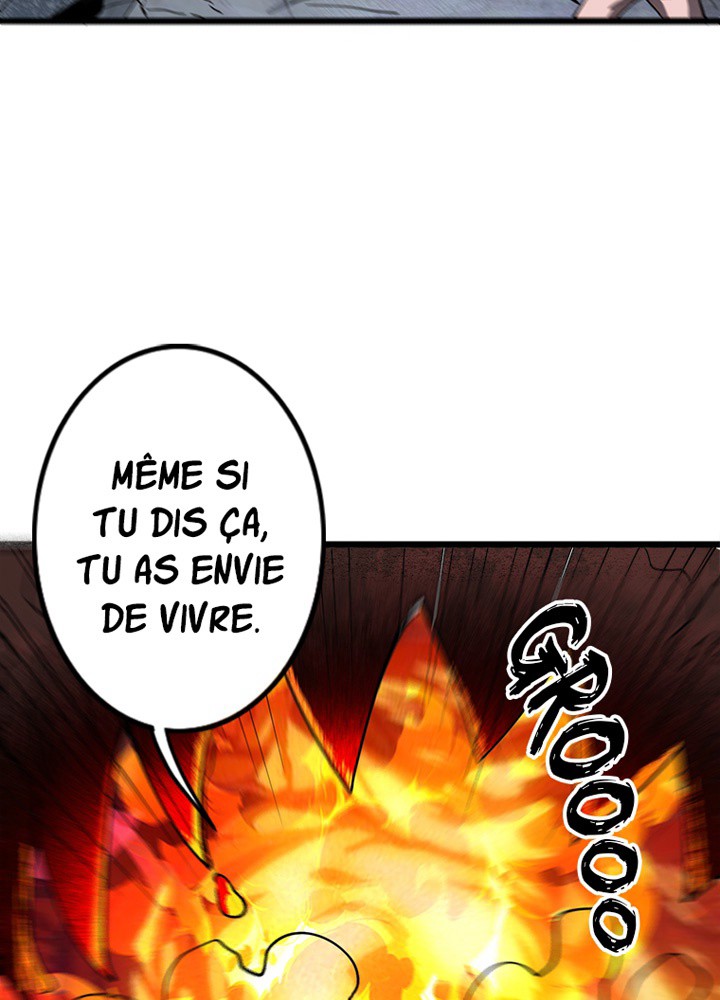 MÊME SI
TU DIS ÇA,
TU AS ENVIE
DE VIVRE.
GROOOO